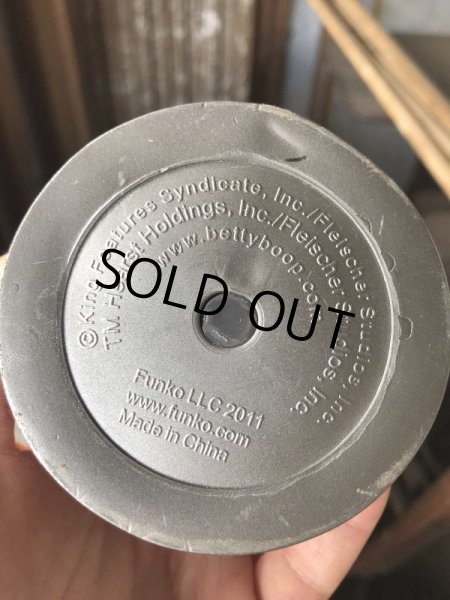 © King Features Syndicate, Inc./Fleischer Studios, Inc.
TM Hearst Holdings, Inc./Fleischer Studios, Inc.
www.bettyboop.com
SOLD OUT
Funko LLC 2011
www.funko.com
Made in China